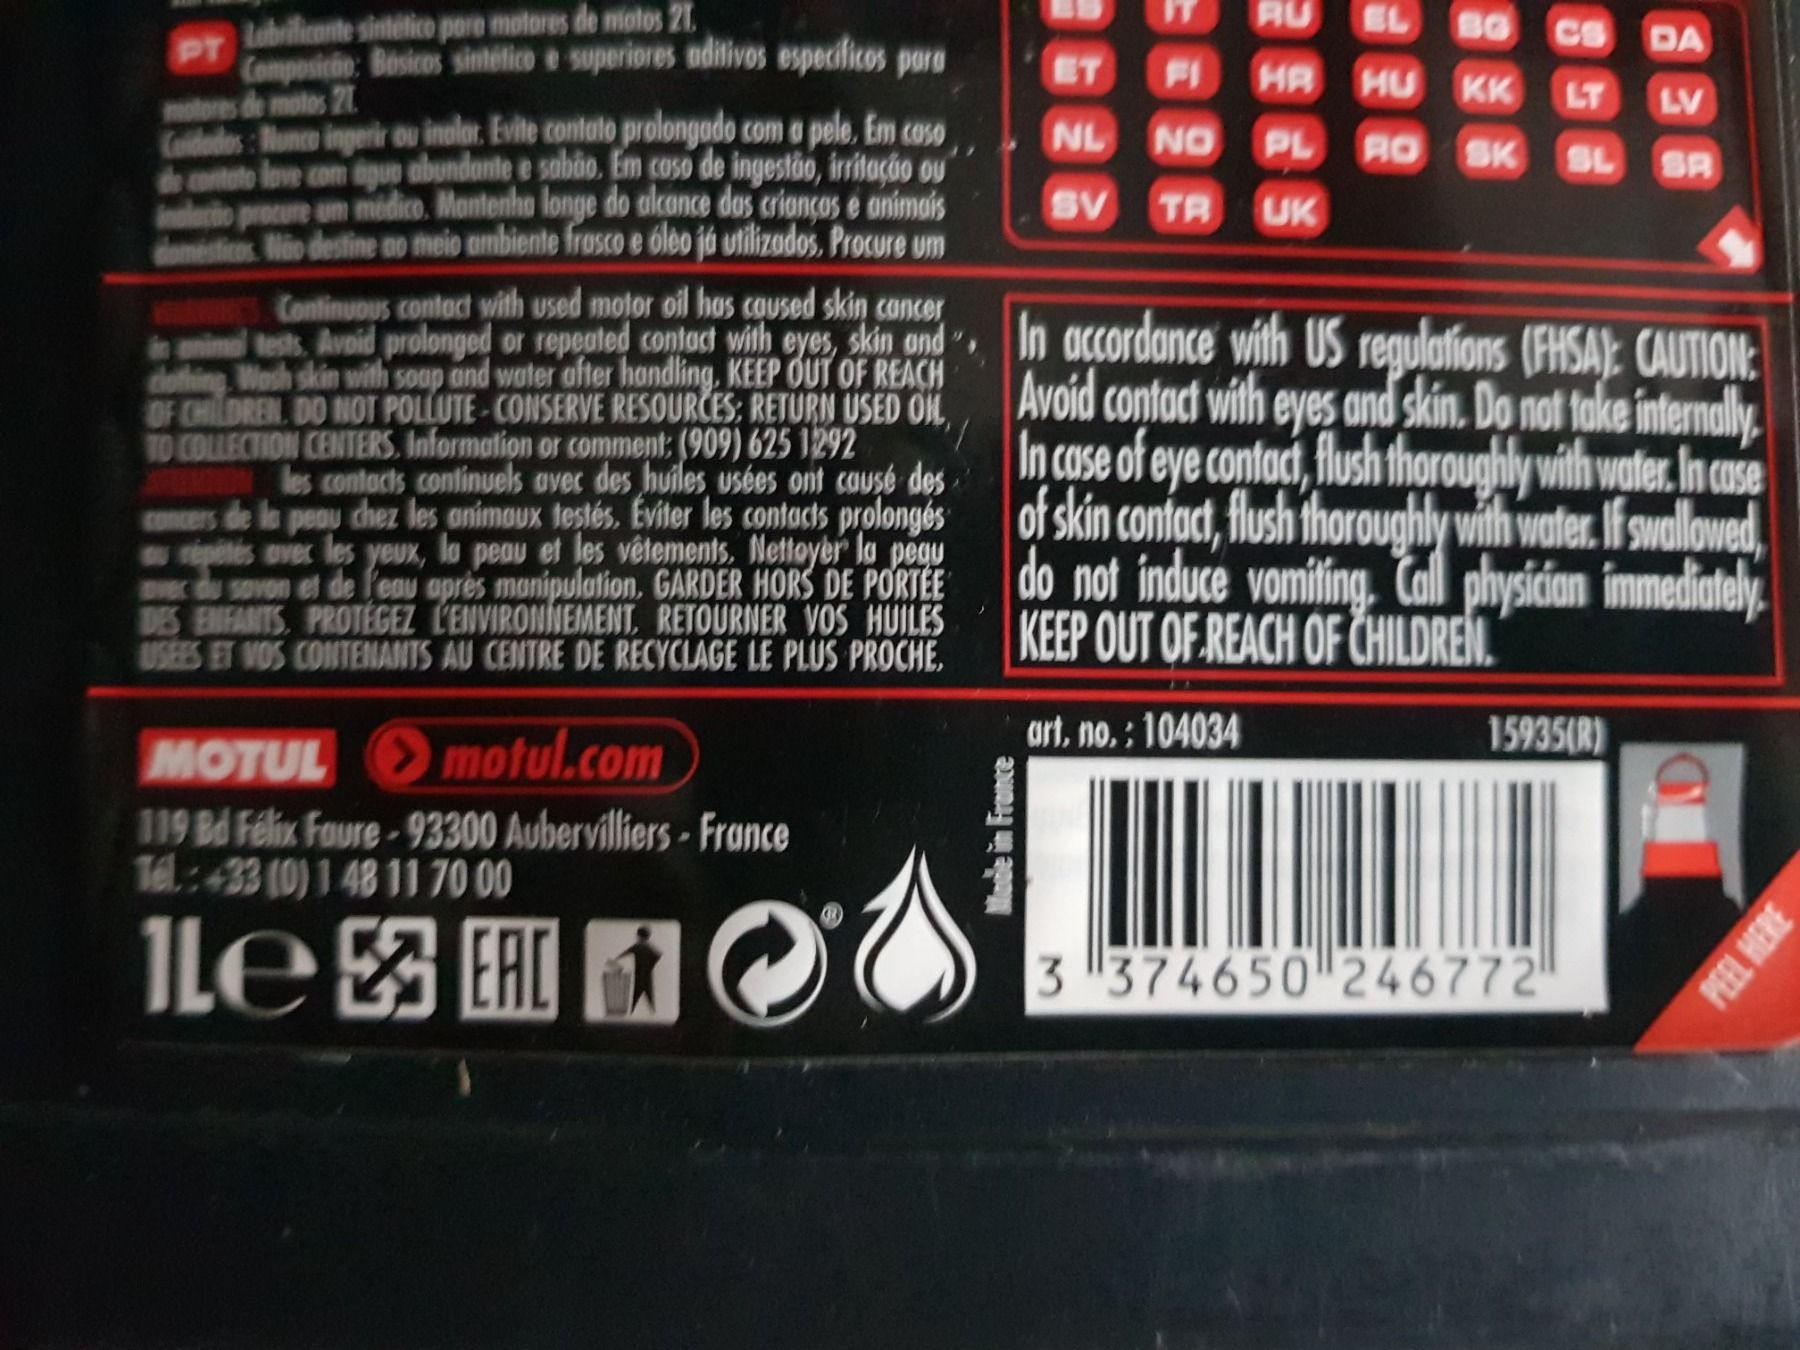 PT Lubrificante sintético para motores de motos 2T.
Composición: Básicos sintético e superiores aditivos específicos para
motores de motos 2T.
Cuidados : Nunca ingerir ou inalar. Evite contato prolongado com a pele. Em caso
de contato lave com água abundante e sabão. Em caso de ingestão, irritação ou
procure um médico. Mantenha longe do alcance das crianças e animais
domésticos. Não destine ao meio ambiente frasco e óleo já utilizados. Procure um
ES IT RU EL BG CS DA
ET FI HR HU KK LT LV
NL NO PL RO SK SL SR
SV TR UK
Continuous contact with used motor oil has caused skin cancer
in animal tests. Avoid prolonged or repeated contact with eyes, skin and
clothing. Wash skin with soap and water after handling. KEEP OUT OF REACH
OF CHILDREN. DO NOT POLLUTE - CONSERVE RESOURCES: RETURN USED OIL
TO COLLECTION CENTERS. Information or comment: (909) 625 1292
les contacts continuels avec des huiles usées ont causé des
cancers de la peau chez les animaux testés. Éviter les contacts prolongés
ou répétés avec les yeux, la peau et les vêtements. Nettoyer la peau
avec du savon et de l'eau après manipulation. GARDER HORS DE PORTÉE
DES ENFANTS. PROTÉGEZ L'ENVIRONNEMENT. RETOURNER VOS HUILES
USÉES ET VOS CONTENANTS AU CENTRE DE RECYCLAGE LE PLUS PROCHE.
In accordance with US regulations (FHSA): CAUTION:
Avoid contact with eyes and skin. Do not take internally.
In case of eye contact, flush thoroughly with water. In case
of skin contact, flush thoroughly with water. If swallowed,
do not induce vomiting. Call physician immediately.
KEEP OUT OF REACH OF CHILDREN.
MOTUL motul.com
119 Bd Félix Faure - 93300 Aubervilliers - France
Tél. : +33 (0) 1 48 11 70 00
1L e EAC ®
Made in France
art. no. : 104034 15935(R)
3 374650 246772
PEEL HERE